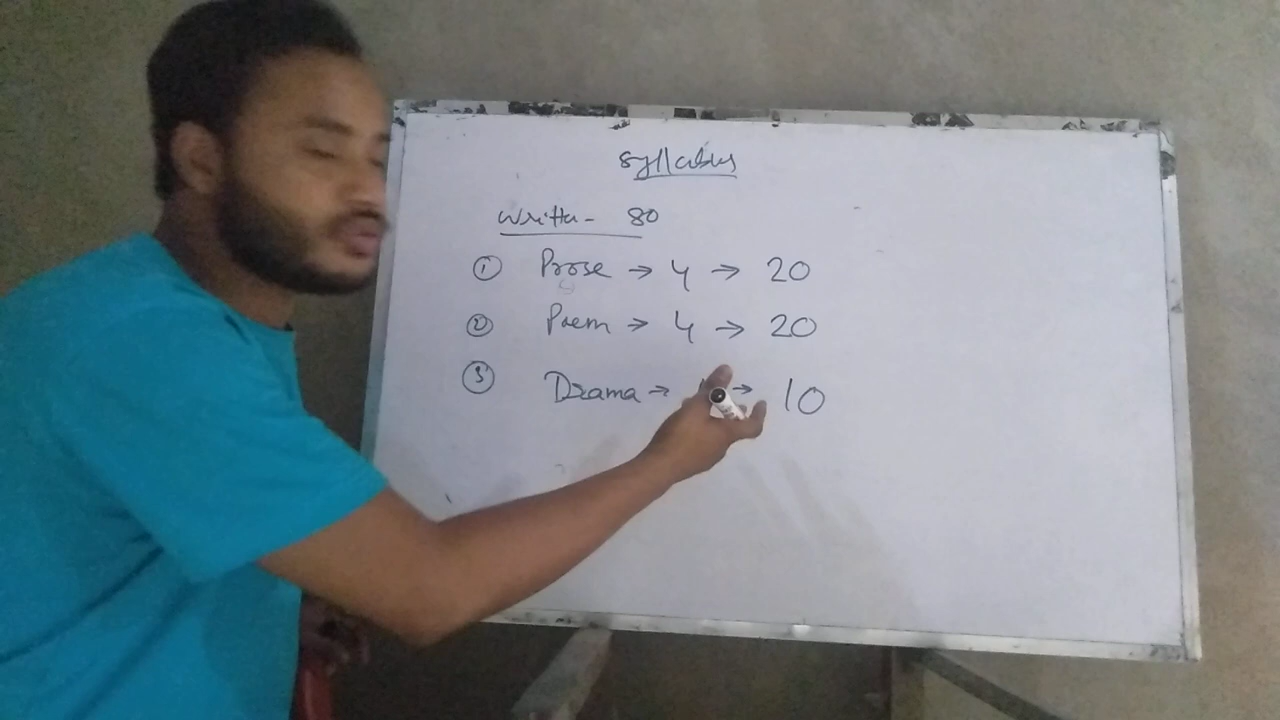 Syllabus
Written - 80
① Prose → 4 → 20
② Poem → 4 → 20
③ Drama → → 10